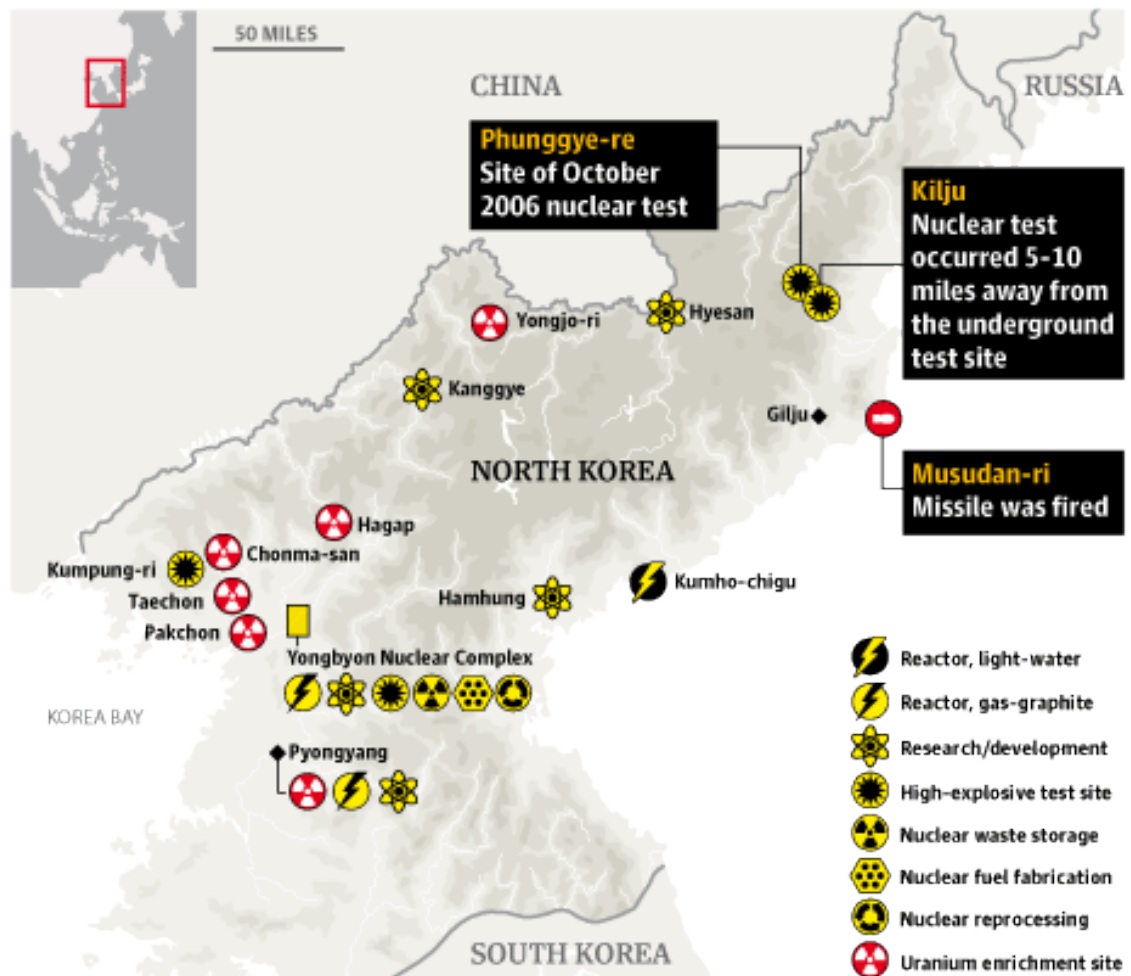 50 MILES
CHINA
RUSSIA
Phunggye-re
Site of October
2006 nuclear test
Kilju
Nuclear test
occurred 5-10
miles away from
the underground
test site
Yongjo-ri
Hyesan
Kanggye
Gilju
NORTH KOREA
Musudan-ri
Missile was fired
Hagap
Chonma-san
Kumpung-ri
Taechon
Pakchon
Hamhung
Kumho-chigu
Yongbyon Nuclear Complex
KOREA BAY
Pyongyang
SOUTH KOREA
Reactor, light-water
Reactor, gas-graphite
Research/development
High-explosive test site
Nuclear waste storage
Nuclear fuel fabrication
Nuclear reprocessing
Uranium enrichment site